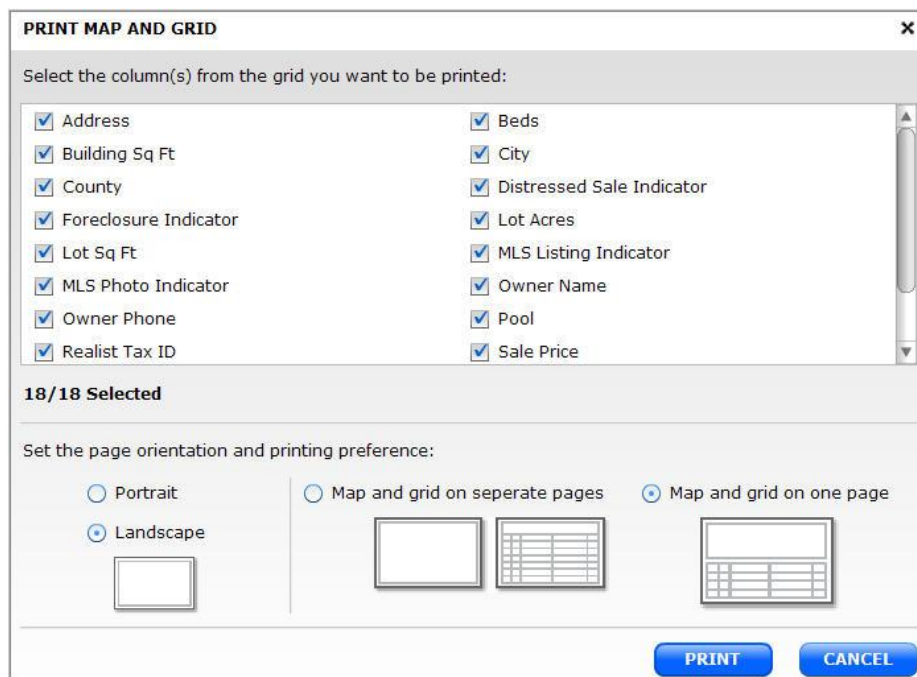 PRINT MAP AND GRID
Select the column(s) from the grid you want to be printed:
Address Beds
Building Sq Ft City
County Distressed Sale Indicator
Foreclosure Indicator Lot Acres
Lot Sq Ft MLS Listing Indicator
MLS Photo Indicator Owner Name
Owner Phone Pool
Realist Tax ID Sale Price
18/18 Selected
Set the page orientation and printing preference:
Portrait Map and grid on seperate pages Map and grid on one page
Landscape
PRINT CANCEL